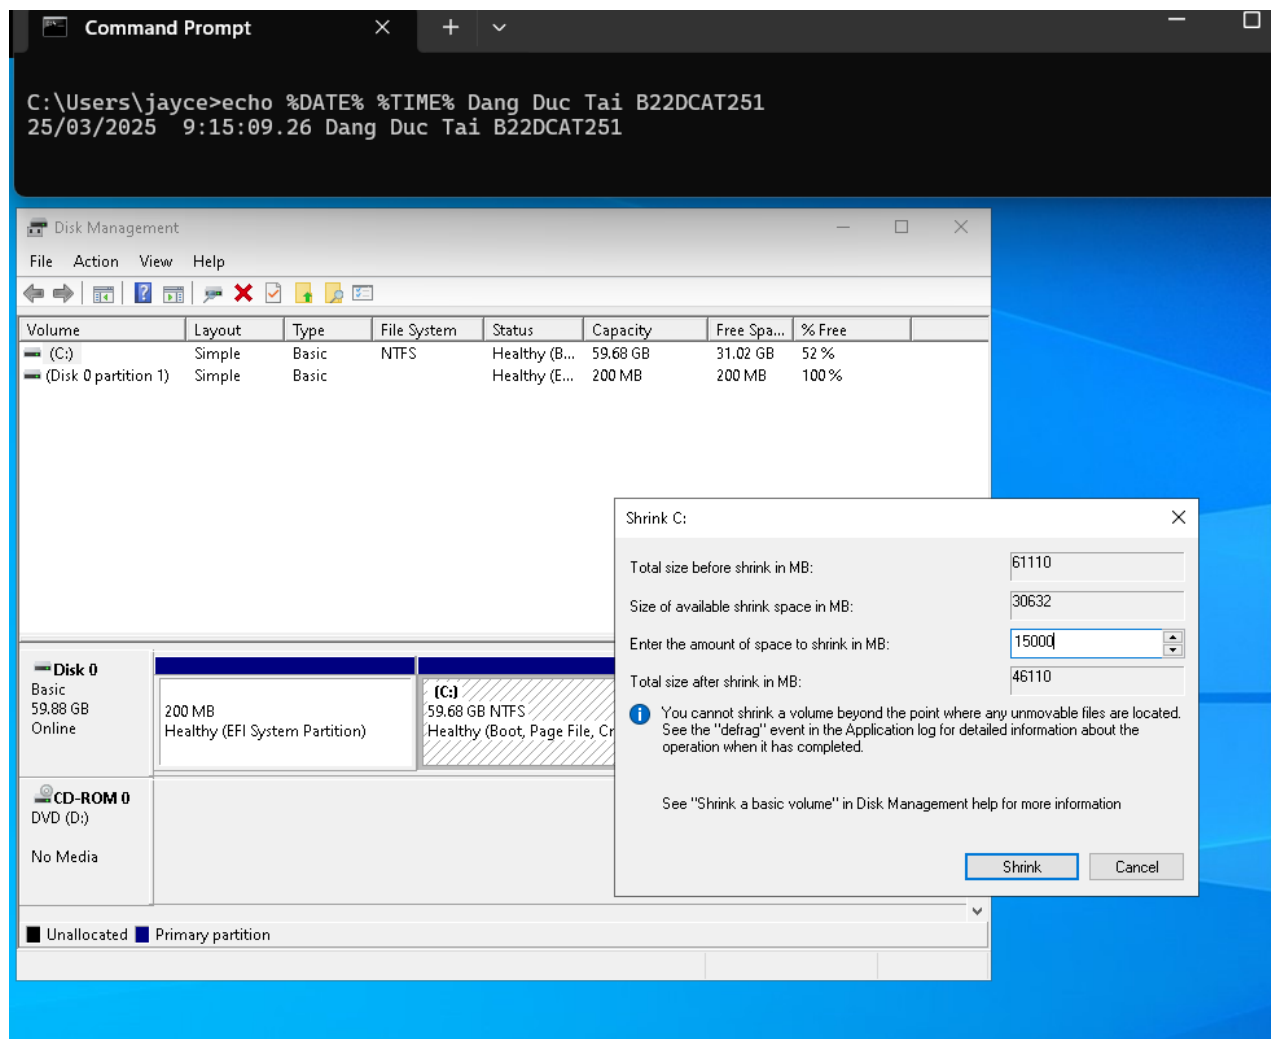 Command Prompt
C:\Users\jayce>echo %DATE% %TIME% Dang Duc Tai B22DCAT251
25/03/2025  9:15:09.26 Dang Duc Tai B22DCAT251
Disk Management
File Action View Help
Volume Layout Type File System Status Capacity Free Spa... % Free
(C:) Simple Basic NTFS Healthy (B... 59.68 GB 31.02 GB 52 %
(Disk 0 partition 1) Simple Basic Healthy (E... 200 MB 200 MB 100 %
Disk 0
Basic
59.88 GB
Online
200 MB
Healthy (EFI System Partition)
(C:)
59.68 GB NTFS
Healthy (Boot, Page File, Cr
CD-ROM 0
DVD (D:)
No Media
Unallocated Primary partition
Shrink C:
Total size before shrink in MB: 61110
Size of available shrink space in MB: 30632
Enter the amount of space to shrink in MB: 15000
Total size after shrink in MB: 46110
You cannot shrink a volume beyond the point where any unmovable files are located.
See the "defrag" event in the Application log for detailed information about the
operation when it has completed.
See "Shrink a basic volume" in Disk Management help for more information
Shrink Cancel